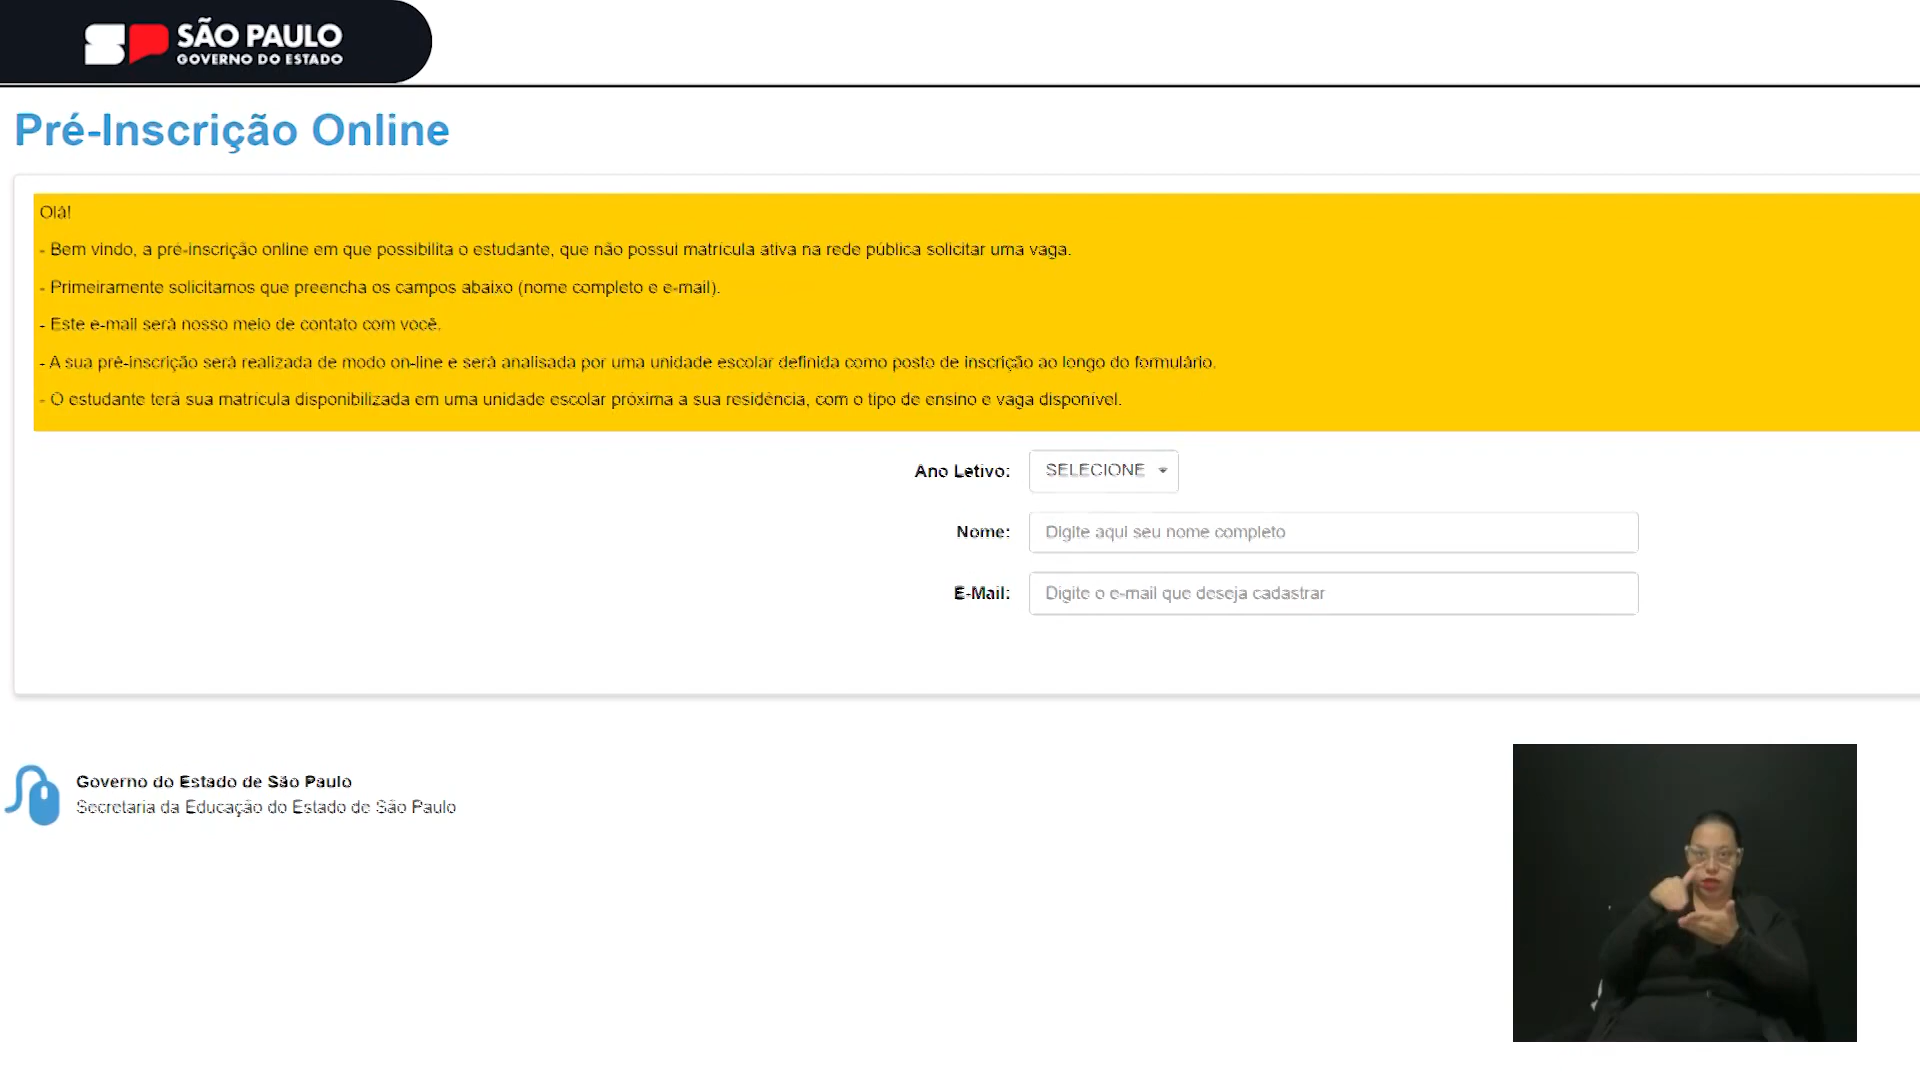 SP SÃO PAULO
GOVERNO DO ESTADO
Pré-Inscrição Online
Olá!
- Bem vindo, a pré-inscrição online em que possibilita o estudante, que não possui matrícula ativa na rede pública solicitar uma vaga.
- Primeiramente solicitamos que preencha os campos abaixo (nome completo e e-mail).
- Este e-mail será nosso meio de contato com você.
- A sua pré-inscrição será realizada de modo on-line e será analisada por uma unidade escolar definida como posto de inscrição ao longo do formulário.
- O estudante terá sua matrícula disponibilizada em uma unidade escolar próxima a sua residência, com o tipo de ensino e vaga disponível.
Ano Letivo: SELECIONE
Nome: Digite aqui seu nome completo
E-Mail: Digite o e-mail que deseja cadastrar
Governo do Estado de São Paulo
Secretaria da Educação do Estado de São Paulo